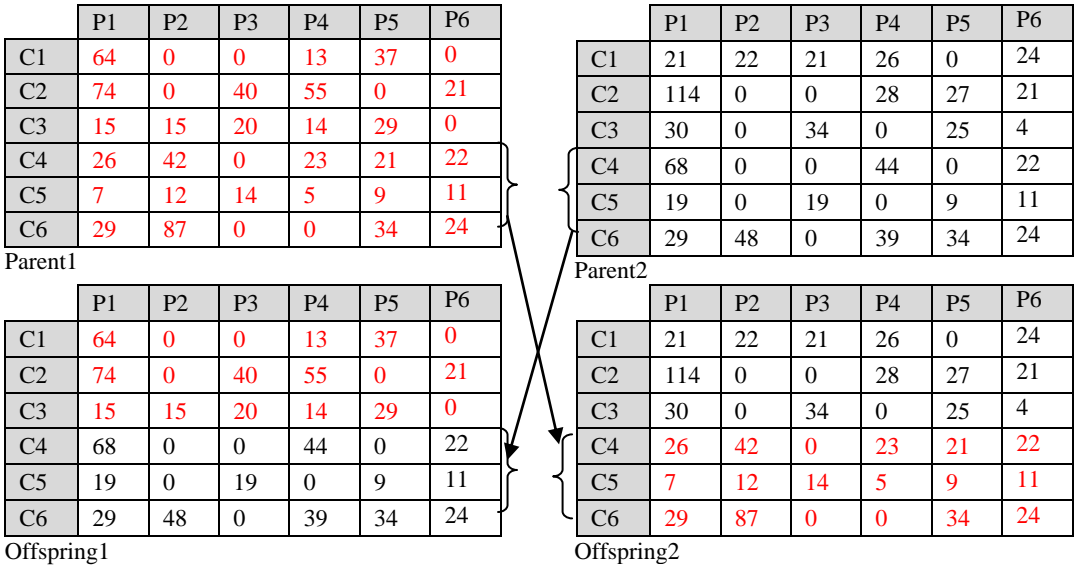 P1 P2 P3 P4 P5 P6
C1 64 0 0 13 37 0
C2 74 0 40 55 0 21
C3 15 15 20 14 29 0
C4 26 42 0 23 21 22
C5 7 12 14 5 9 11
C6 29 87 0 0 34 24
Parent1
P1 P2 P3 P4 P5 P6
C1 21 22 21 26 0 24
C2 114 0 0 28 27 21
C3 30 0 34 0 25 4
C4 68 0 0 44 0 22
C5 19 0 19 0 9 11
C6 29 48 0 39 34 24
Parent2
P1 P2 P3 P4 P5 P6
C1 64 0 0 13 37 0
C2 74 0 40 55 0 21
C3 15 15 20 14 29 0
C4 68 0 0 44 0 22
C5 19 0 19 0 9 11
C6 29 48 0 39 34 24
Offspring1
P1 P2 P3 P4 P5 P6
C1 21 22 21 26 0 24
C2 114 0 0 28 27 21
C3 30 0 34 0 25 4
C4 26 42 0 23 21 22
C5 7 12 14 5 9 11
C6 29 87 0 0 34 24
Offspring2